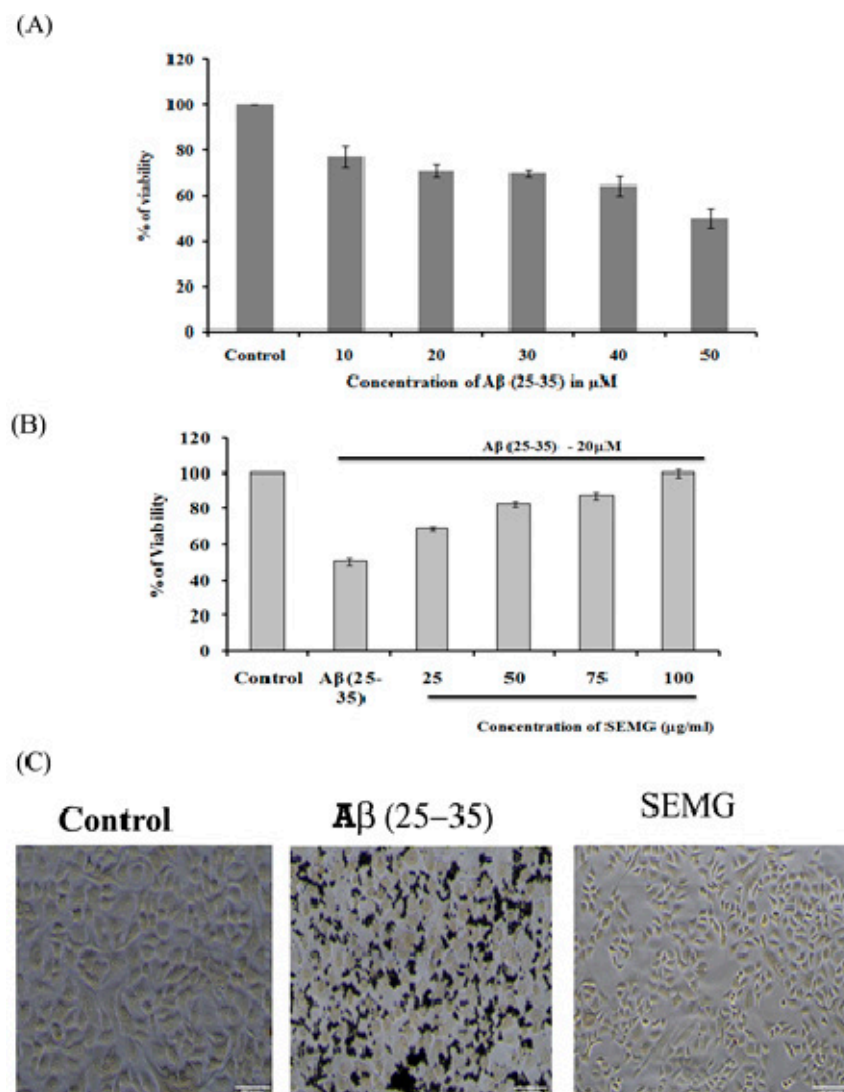 (A)
120
100
80
60
40
20
0
% of viability
Control 10 20 30 40 50
Concentration of Aβ (25-35) in μM
(B)
Aβ (25-35) - 20μM
120
100
80
60
40
20
0
% of Viability
Control Aβ (25-35) 25 50 75 100
Concentration of SEMG (μg/ml)
(C)
Control Aβ (25–35) SEMG